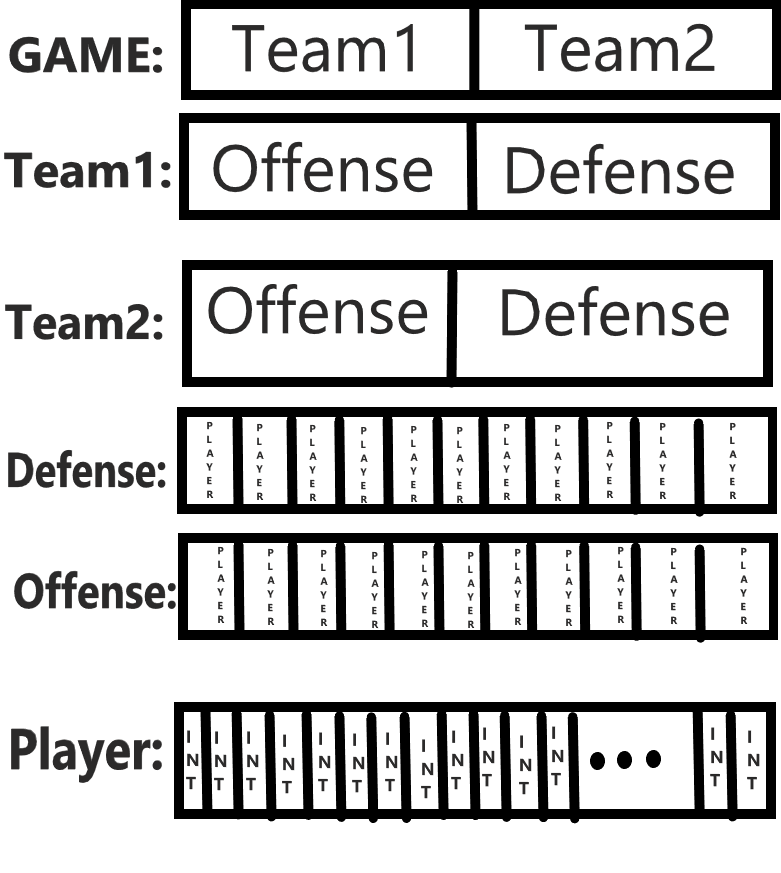 GAME: Team1 Team2
Team1: Offense Defense
Team2: Offense Defense
Defense: PLAYER PLAYER PLAYER PLAYER PLAYER PLAYER PLAYER PLAYER PLAYER PLAYER PLAYER
Offense: PLAYER PLAYER PLAYER PLAYER PLAYER PLAYER PLAYER PLAYER PLAYER PLAYER PLAYER
Player: INT INT INT INT INT INT INT INT INT INT INT INT ... INT INT